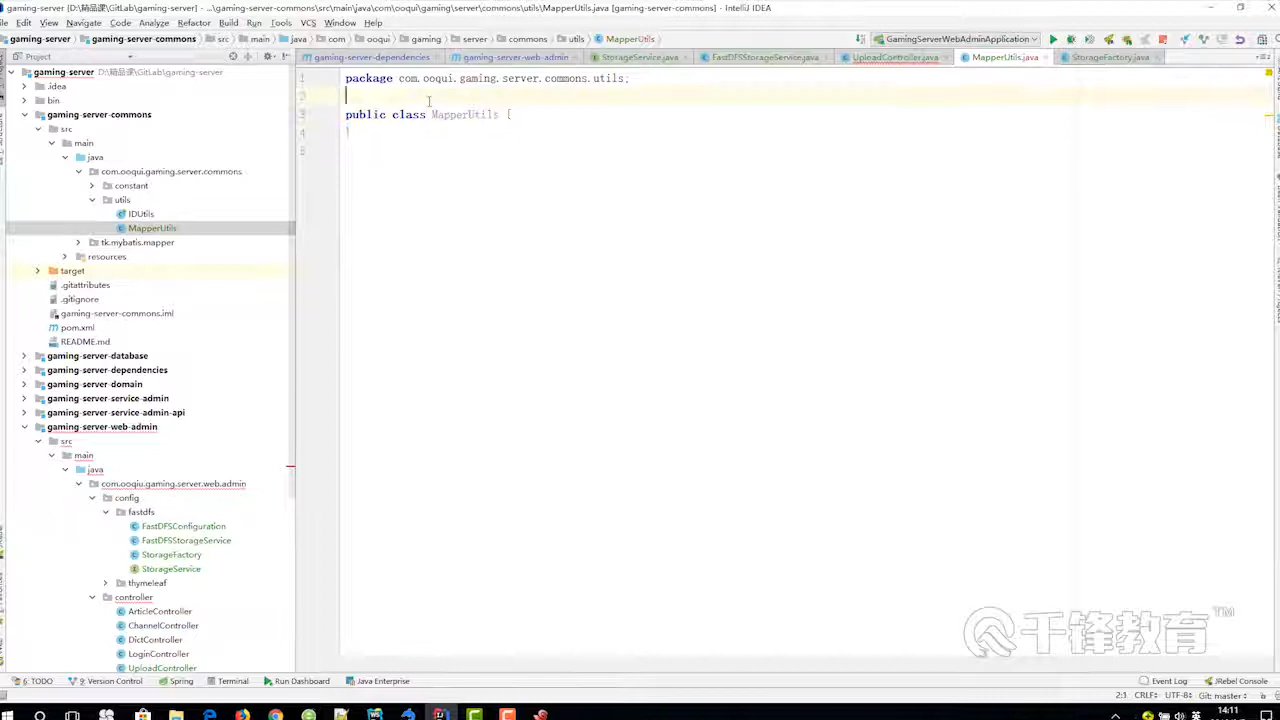 gaming-server [D:\精品课\GitLab\gaming-server] - ...\gaming-server-commons\src\main\java\com\ooqui\gaming\server\commons\utils\MapperUtils.java [gaming-server-commons] - IntelliJ IDEA
Edit View Navigate Code Analyze Refactor Build Run Tools VCS Window Help
gaming-server gaming-server-commons src main java com ooqui gaming server commons utils MapperUtils GamingServerWebAdminApplication
Project gaming-server-dependencies gaming-server-web-admin StorageService.java FastDFSStorageService.java UploadController.java MapperUtils.java StorageFactory.java
gaming-server D:\精品课\GitLab\gaming-server
.idea
bin
gaming-server-commons
src
main
java
com.ooqui.gaming.server.commons
constant
utils
IDUtils
MapperUtils
tk.mybatis.mapper
resources
target
.gitattributes
.gitignore
gaming-server-commons.iml
pom.xml
README.md
gaming-server-database
gaming-server-dependencies
gaming-server-domain
gaming-server-service-admin
gaming-server-service-admin-api
gaming-server-web-admin
src
main
java
com.ooqiu.gaming.server.web.admin
config
fastdfs
FastDFSConfiguration
FastDFSStorageService
StorageFactory
StorageService
thymeleaf
controller
ArticleController
ChannelController
DictController
LoginController
UploadController
1 package com.ooqui.gaming.server.commons.utils;
2
3 public class MapperUtils {
4 }
5
千锋教育 TM
6: TODO 9: Version Control Spring Terminal Run Dashboard Java Enterprise Event Log JRebel Console
2:1 CRLF÷ UTF-8÷ Git: master÷
英 14:11